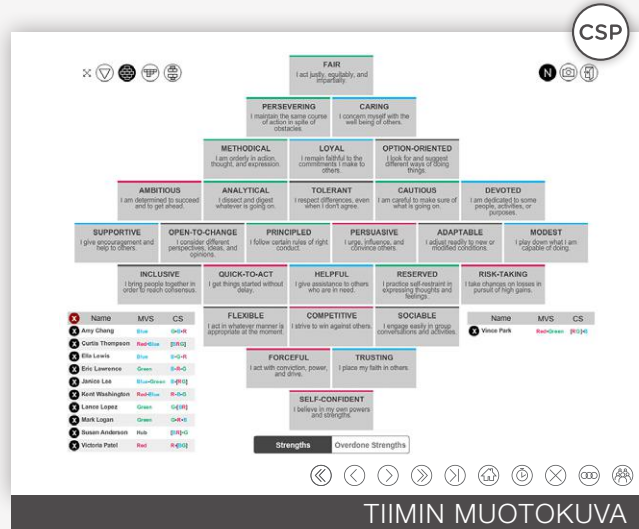 CSP
N
FAIR
I act justly, equitably, and
impartially.
PERSEVERING
I maintain the same course
of action in spite of
obstacles.
CARING
I concern myself with the
well being of others.
METHODICAL
I am orderly in action,
thought, and expression.
LOYAL
I remain faithful to the
commitments I make to
others.
OPTION-ORIENTED
I look for and suggest
different ways of doing
things.
AMBITIOUS
I am determined to succeed
and to get ahead.
ANALYTICAL
I dissect and digest
whatever is going on.
TOLERANT
I respect differences, even
when I don't agree.
CAUTIOUS
I am careful to make sure of
what is going on.
DEVOTED
I am dedicated to some
people, activities, or
purposes.
SUPPORTIVE
I give encouragement and
help to others.
OPEN-TO-CHANGE
I consider different
perspectives, ideas, and
opinions.
PRINCIPLED
I follow certain rules of right
conduct.
PERSUASIVE
I urge, influence, and
convince others.
ADAPTABLE
I adjust readily to new or
modified conditions.
MODEST
I play down what I am
capable of doing.
INCLUSIVE
I bring people together in
order to reach consensus.
QUICK-TO-ACT
I get things started without
delay.
HELPFUL
I give assistance to others
who are in need.
RESERVED
I practice self-restraint in
expressing thoughts and
feelings.
RISK-TAKING
I take chances on losses in
pursuit of high gains.
FLEXIBLE
I act in whatever manner is
appropriate at the moment.
COMPETITIVE
I strive to win against others.
SOCIABLE
I engage easily in group
conversations and activities.
FORCEFUL
I act with conviction, power,
and drive.
TRUSTING
I place my faith in others.
SELF-CONFIDENT
I believe in my own powers
and strengths.
X Name MVS CS
X Amy Chang Blue
X Curtis Thompson Red-Blue [BRG]
X Ella Lewis Blue B-G-R
X Eric Lawrence Green B-R-G
X Janice Lee Blue-Green B-[RG]
X Kent Washington Red-Blue R-B-G
X Lance Lopez Green G-[BR]
X Mark Logan Green G-R-B
X Susan Anderson Hub [BR]-G
X Victoria Patel Red R-[BG]
Name MVS CS
X Vince Park Red-Green [RG]-B
Strengths Overdone Strengths
TIIMIN MUOTOKUVA